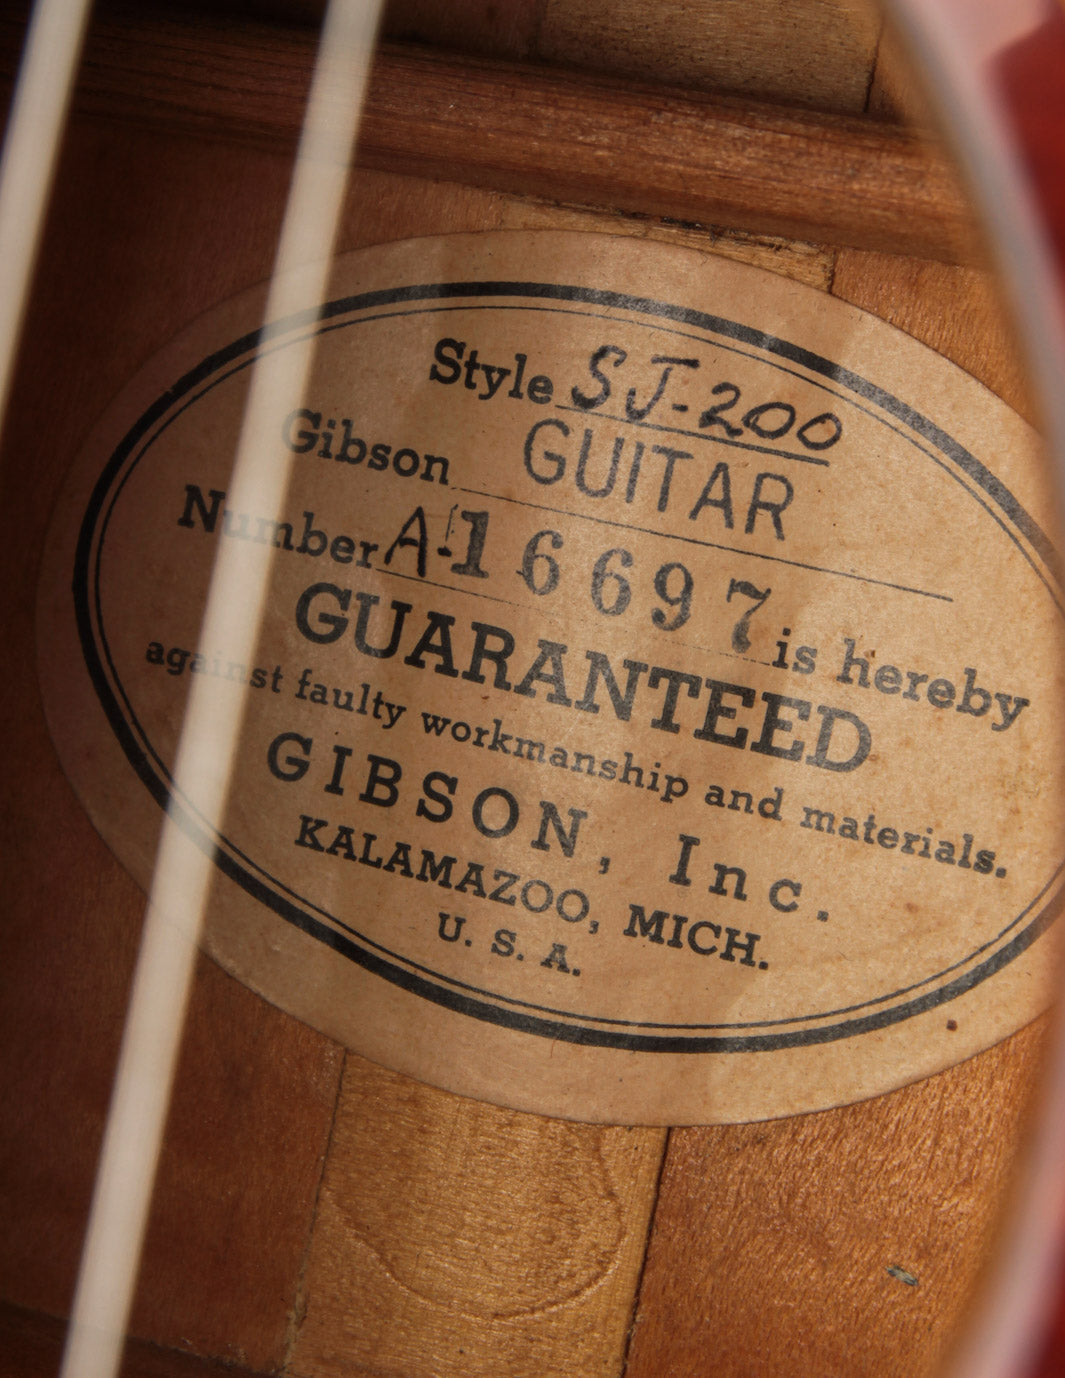 Style SJ-200
Gibson GUITAR
Number A-16697 is hereby
GUARANTEED
against faulty workmanship and materials.
GIBSON, Inc.
KALAMAZOO, MICH.
U. S. A.